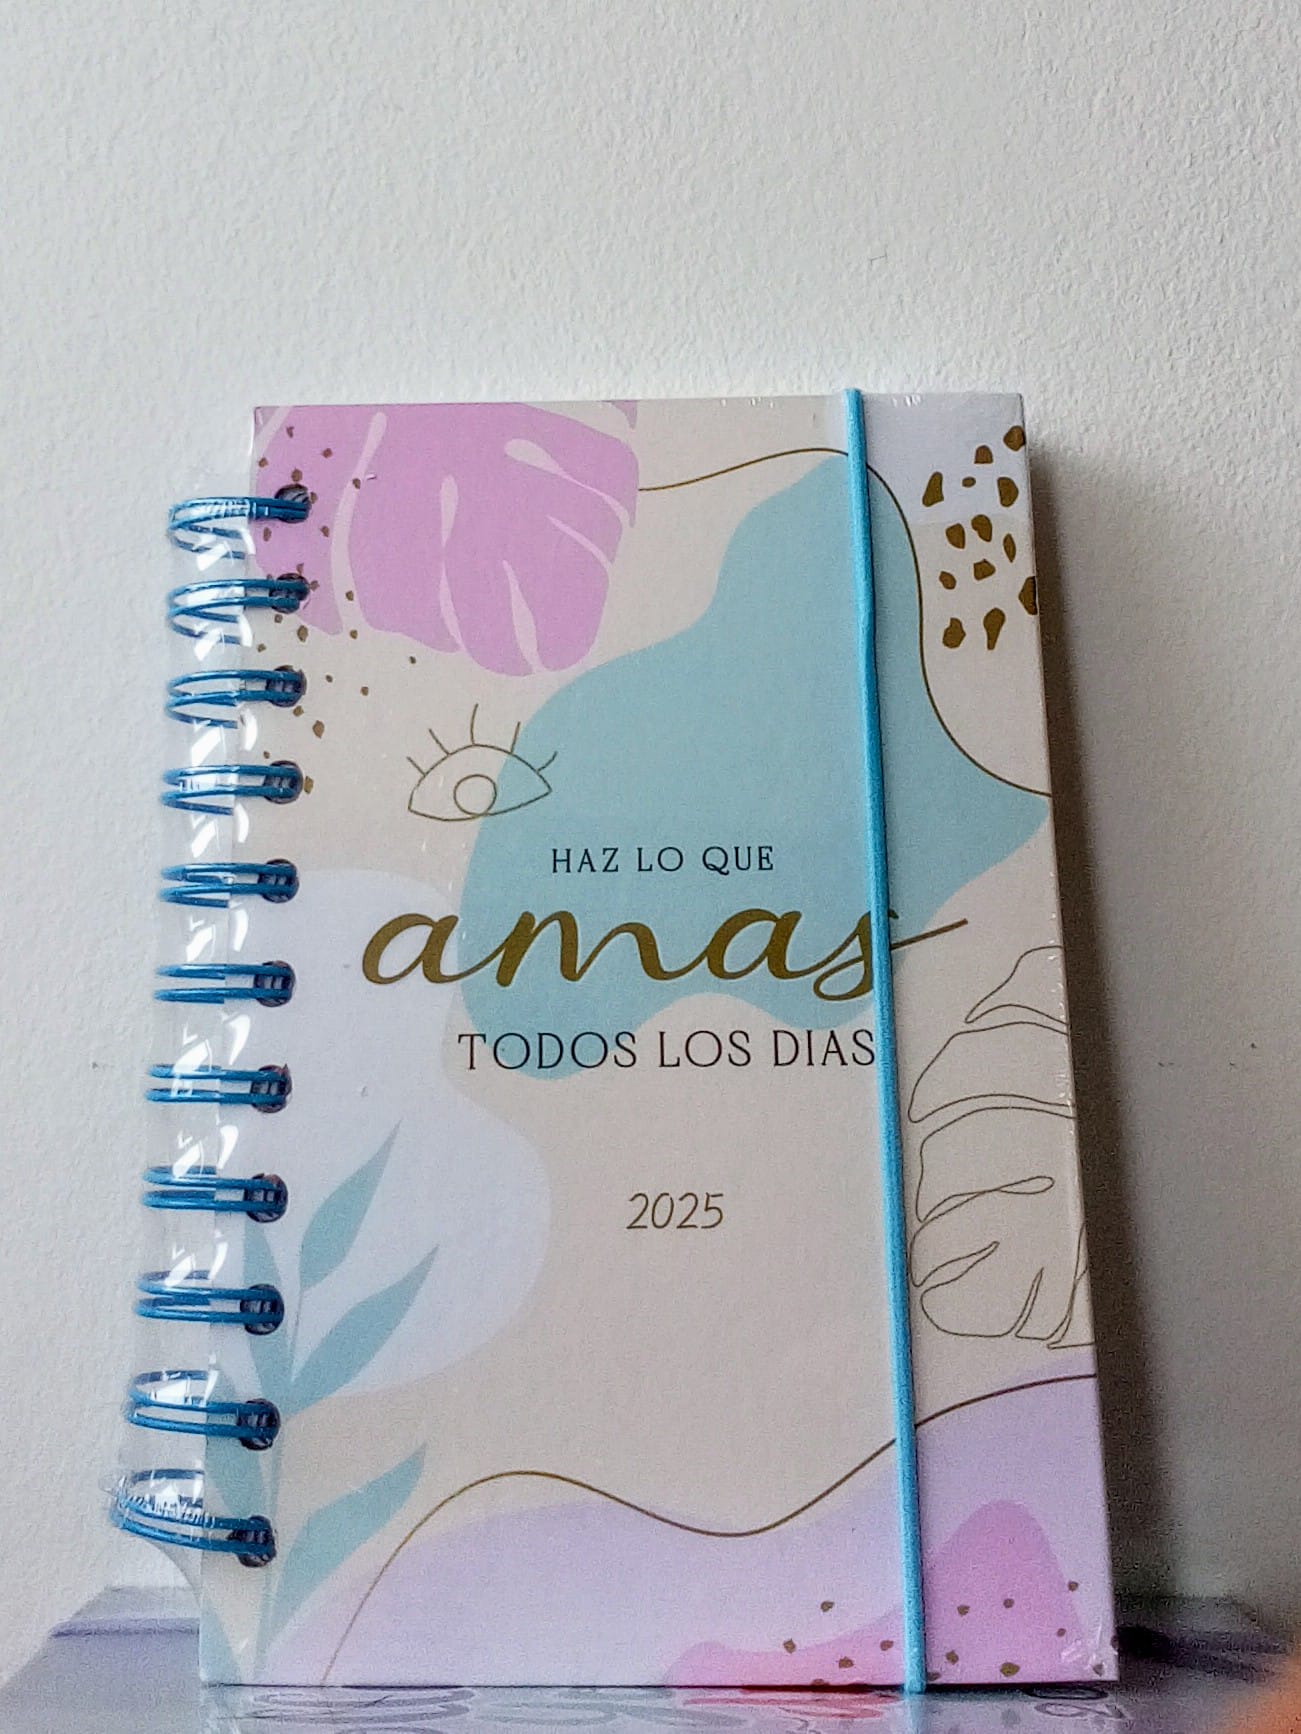 HAZ LO QUE
amas
TODOS LOS DIAS
2025